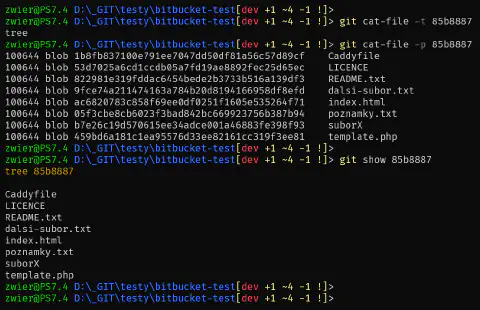 zwier@PS7.4 D:\_GIT\testy\bitbucket-test[dev +1 ~4 -1 !]>
zwier@PS7.4 D:\_GIT\testy\bitbucket-test[dev +1 ~4 -1 !]> git cat-file -t 85b8887
tree
zwier@PS7.4 D:\_GIT\testy\bitbucket-test[dev +1 ~4 -1 !]> git cat-file -p 85b8887
100644 blob 1b8fb837100e791ee7047dd50df81a56c57d89cf    Caddyfile
100644 blob 53d7025a6cd1ccdb05a7fd19ae8892fec25d65ec    LICENCE
100644 blob 822981e319fddac6454bede2b3733b516a139df3    README.txt
100644 blob 9fce74a211474163a784b20d8194166958df8efd    dalsi-subor.txt
100644 blob ac6820783c858f69ee0df0251f1605e535264f71    index.html
100644 blob 05f3cbe8cb6023f3bad842bc669923756b387b94    poznamky.txt
100644 blob b7e26c19d570615ee34adce001a46883fe398f93    suborX
100644 blob 459bd6a181c1ea95576d33ee82161cc319f3ee81    template.php
zwier@PS7.4 D:\_GIT\testy\bitbucket-test[dev +1 ~4 -1 !]> git show 85b8887
tree 85b8887

Caddyfile
LICENCE
README.txt
dalsi-subor.txt
index.html
poznamky.txt
suborX
template.php
zwier@PS7.4 D:\_GIT\testy\bitbucket-test[dev +1 ~4 -1 !]>
zwier@PS7.4 D:\_GIT\testy\bitbucket-test[dev +1 ~4 -1 !]>